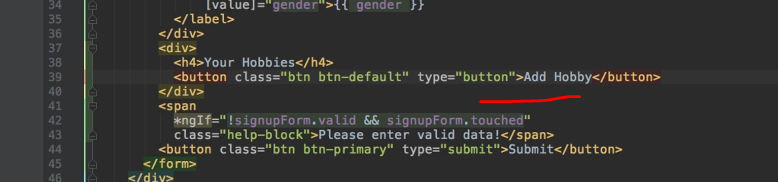 34 [value]="gender">{{ gender }}
35 </label>
36 </div>
37 <div>
38 <h4>Your Hobbies</h4>
39 <button class="btn btn-default" type="button">Add Hobby</button>
40 </div>
41 <span
42 *ngIf="!signupForm.valid && signupForm.touched"
43 class="help-block">Please enter valid data!</span>
44 <button class="btn btn-primary" type="submit">Submit</button>
45 </form>
46 </div>